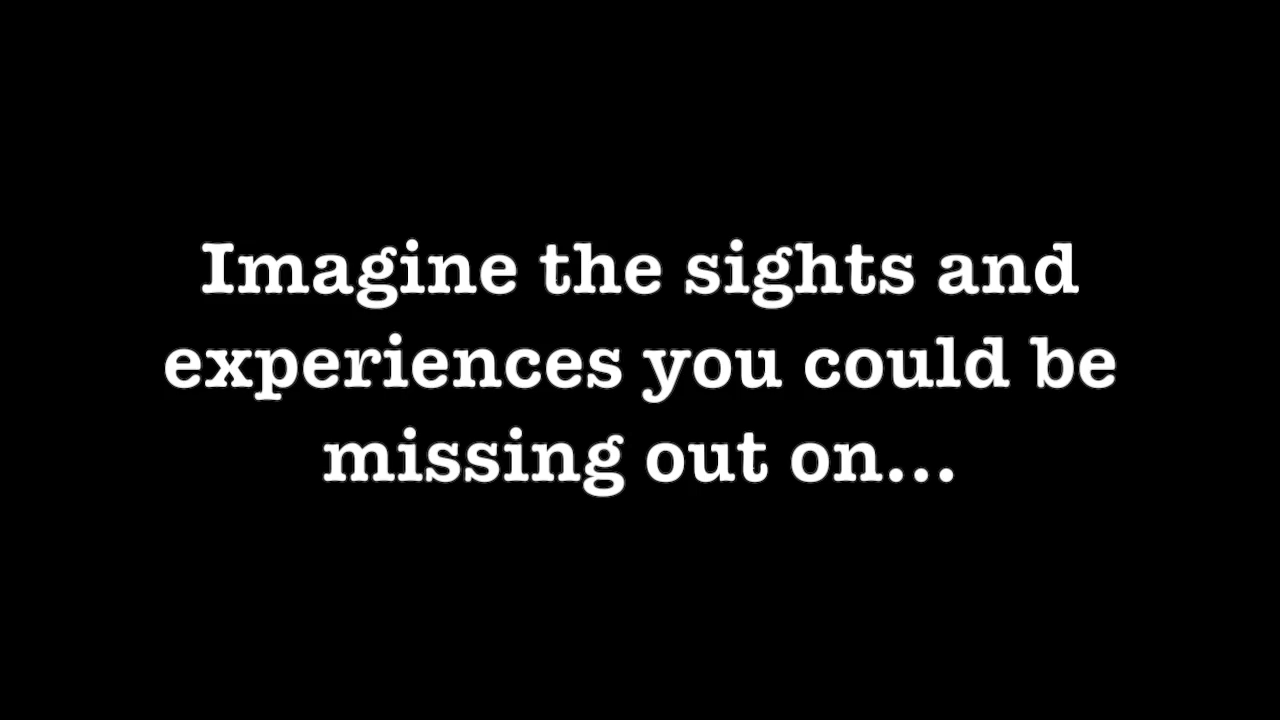 Imagine the sights and
experiences you could be
missing out on...